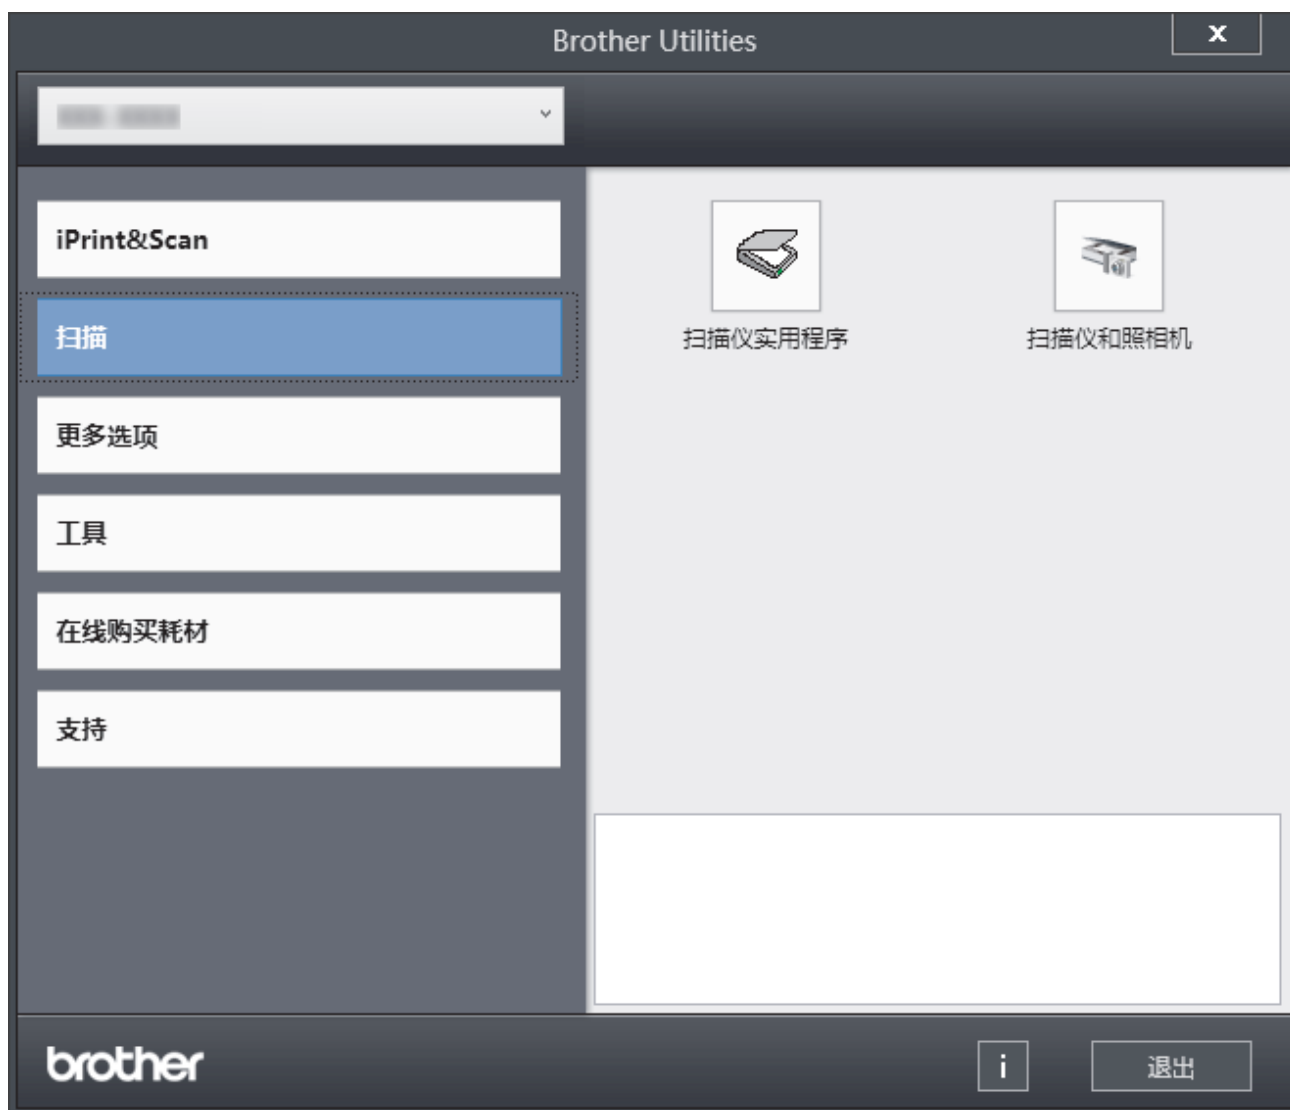 Brother Utilities
x
iPrint&Scan
扫描
更多选项
工具
在线购买耗材
支持
扫描仪实用程序
扫描仪和照相机
brother
i
退出